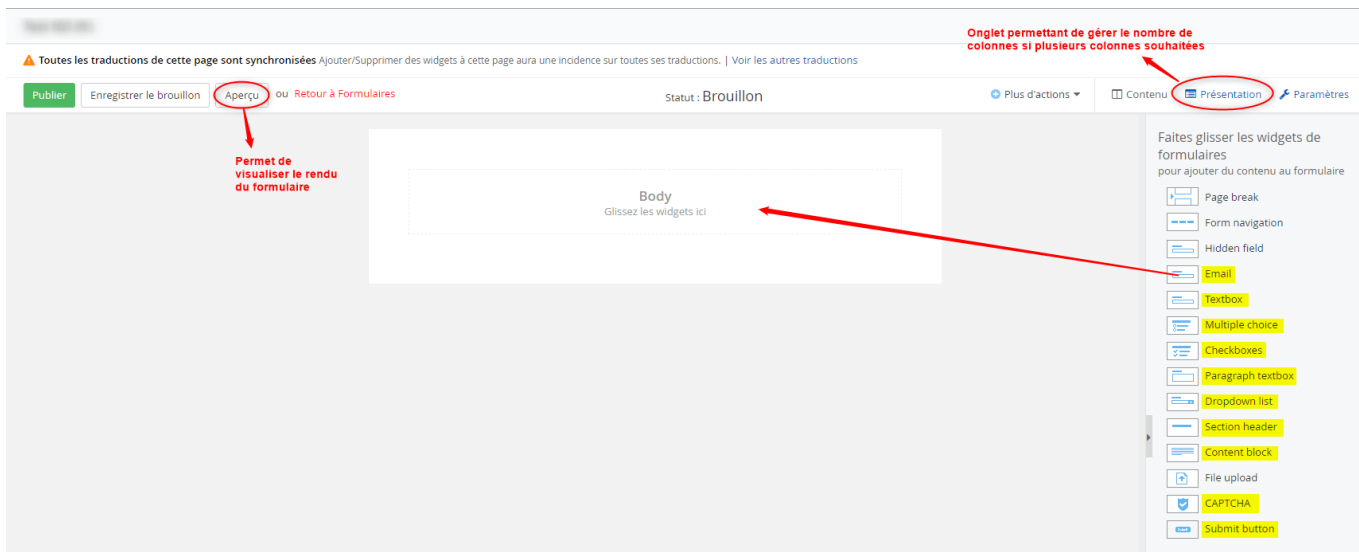 Onglet permettant de gérer le nombre de
colonnes si plusieurs colonnes souhaitées
Toutes les traductions de cette page sont synchronisées Ajouter/Supprimer des widgets à cette page aura une incidence sur toutes ses traductions. | Voir les autres traductions
Publier Enregistrer le brouillon Aperçu ou Retour à Formulaires Statut : Brouillon Plus d'actions Contenu Présentation Paramètres
Permet de
visualiser le rendu
du formulaire
Body
Glissez les widgets ici
Faites glisser les widgets de
formulaires
pour ajouter du contenu au formulaire
Page break
Form navigation
Hidden field
Email
Textbox
Multiple choice
Checkboxes
Paragraph textbox
Dropdown list
Section header
Content block
File upload
CAPTCHA
Submit button